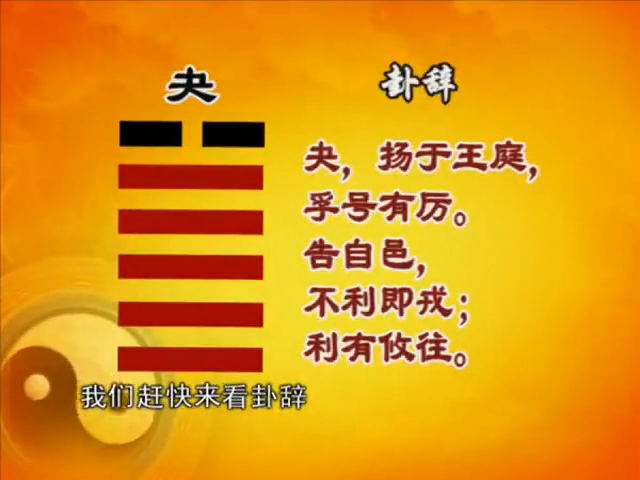 夬
卦辞
夬，扬于王庭，
孚号有厉。
告自邑，
不利即戎；
利有攸往。
我们赶快来看卦辞